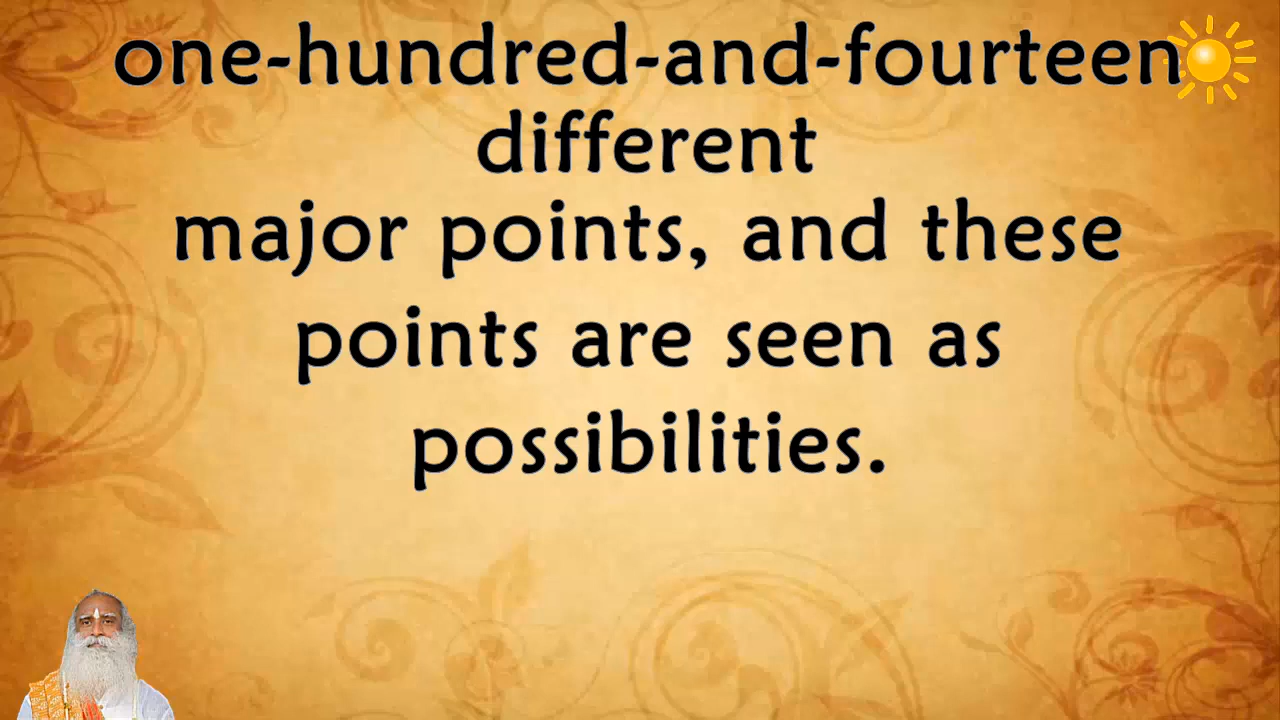 one-hundred-and-fourteen
different
major points, and these
points are seen as
possibilities.